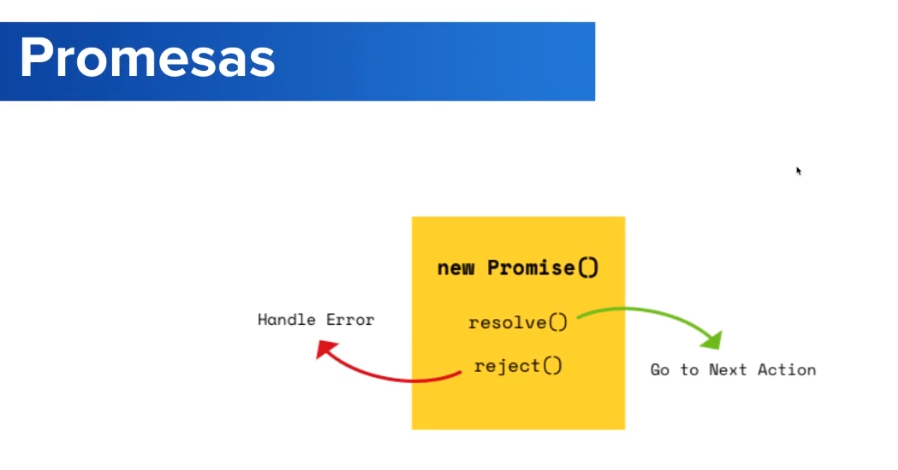 Promesas
new Promise()
Handle Error
resolve()
reject()
Go to Next Action